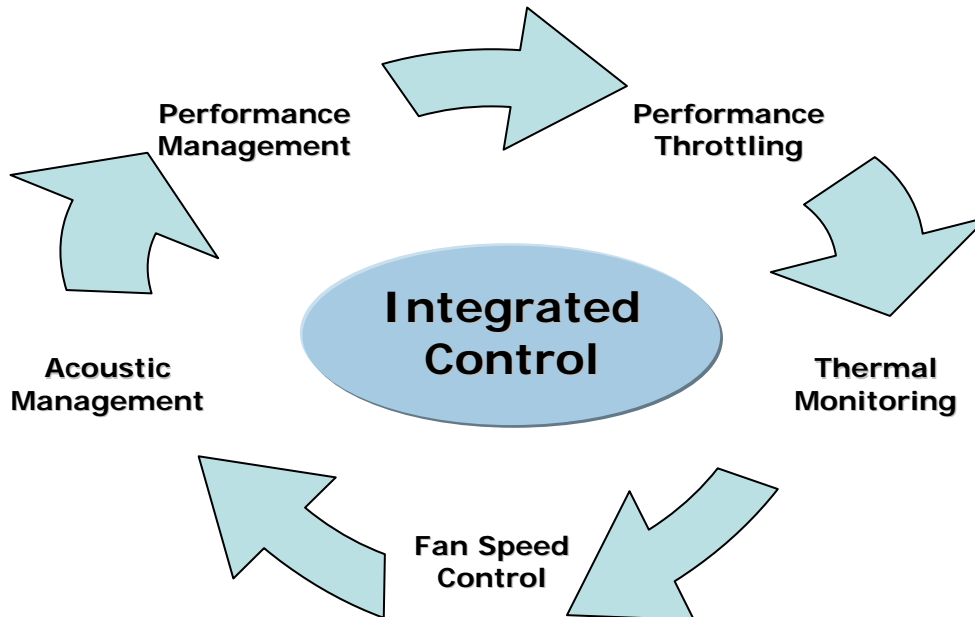 Performance
Management
Performance
Throttling
Integrated
Control
Acoustic
Management
Thermal
Monitoring
Fan Speed
Control